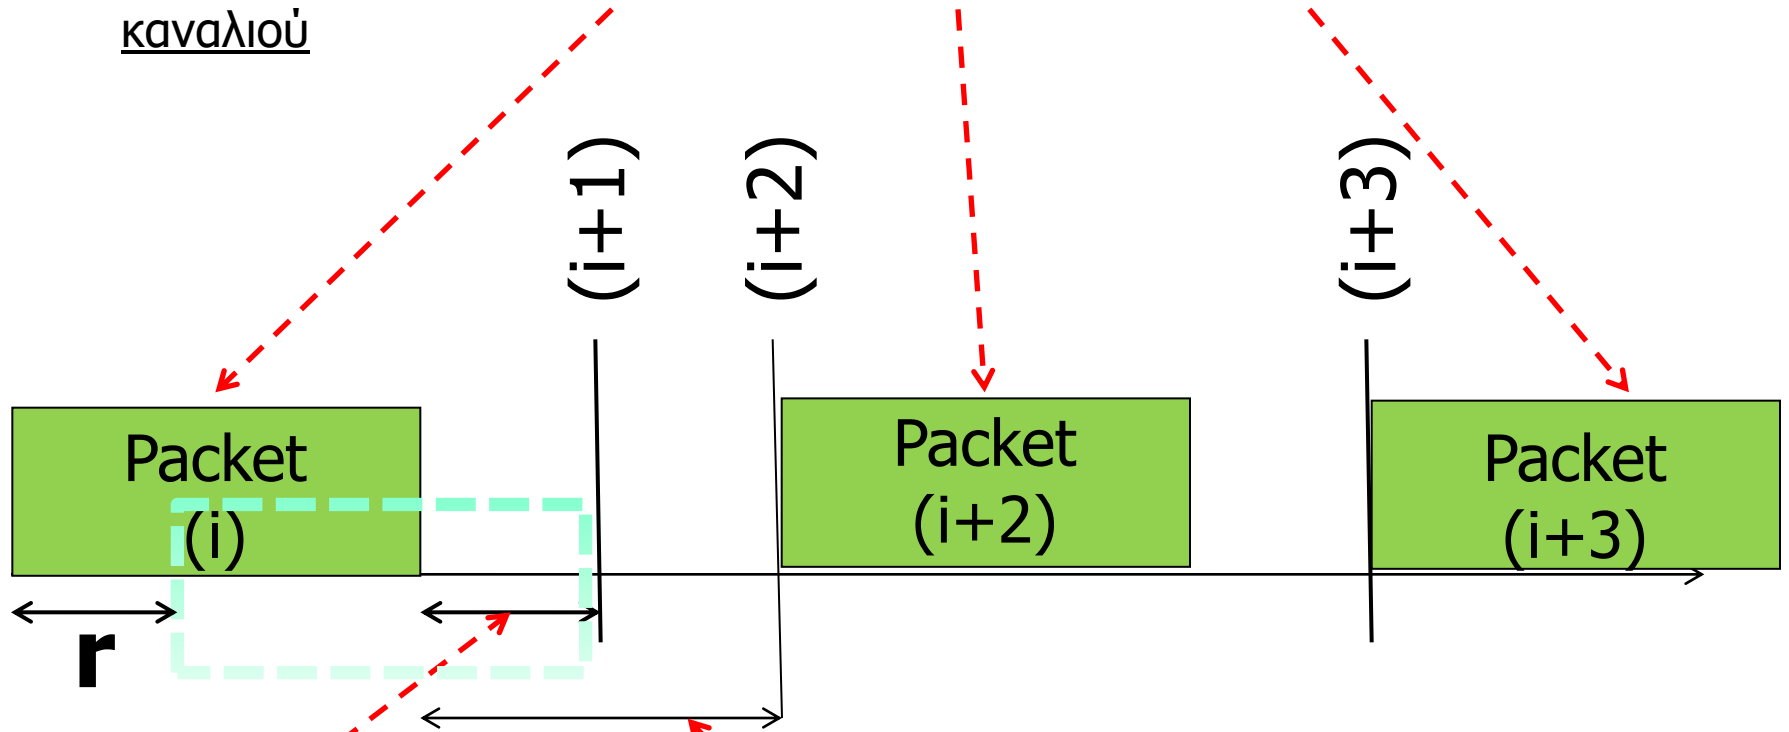 καναλιού
(i+1)
(i+2)
(i+3)
Packet
(i)
Packet
(i+2)
Packet
(i+3)
r